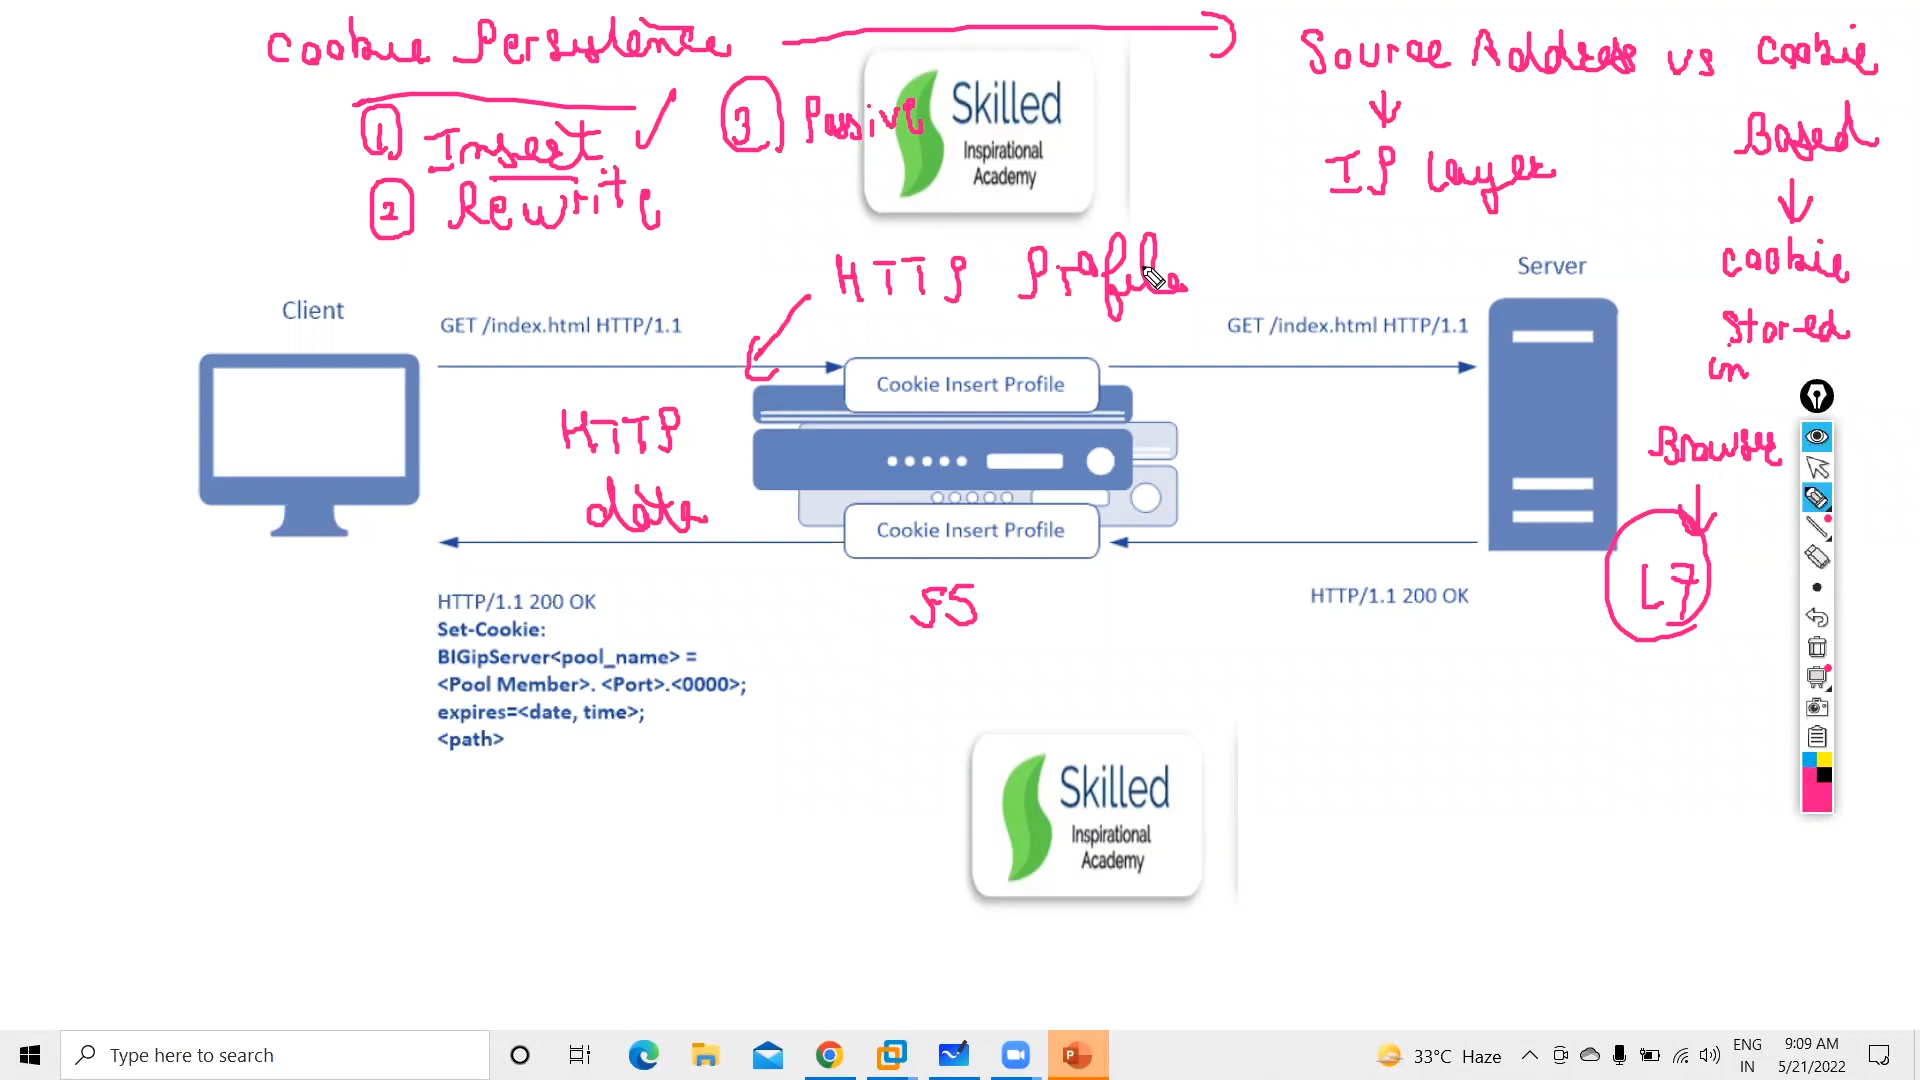 Cookie Persistence
Source Address vs Cookie
Based
1) Insert
2 Rewrite
3 Passive
Skilled
Inspirational
Academy
IP Layer
cookie
stored
in
Browser
L7
HTTP Profile
Client
Server
GET /index.html HTTP/1.1
GET /index.html HTTP/1.1
Cookie Insert Profile
HTTP
data
Cookie Insert Profile
F5
HTTP/1.1 200 OK
HTTP/1.1 200 OK
Set-Cookie:
BIGipServer<pool_name> =
<Pool Member>. <Port>.<0000>;
expires=<date, time>;
<path>
Skilled
Inspirational
Academy
Type here to search
33°C Haze
ENG
IN
9:09 AM
5/21/2022